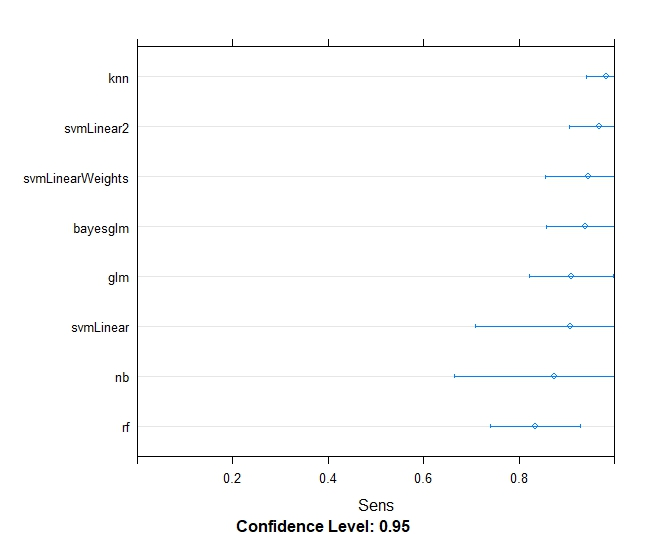 knn
svmLinear2
svmLinearWeights
bayesglm
glm
svmLinear
nb
rf
0.2 0.4 0.6 0.8
Sens
Confidence Level: 0.95